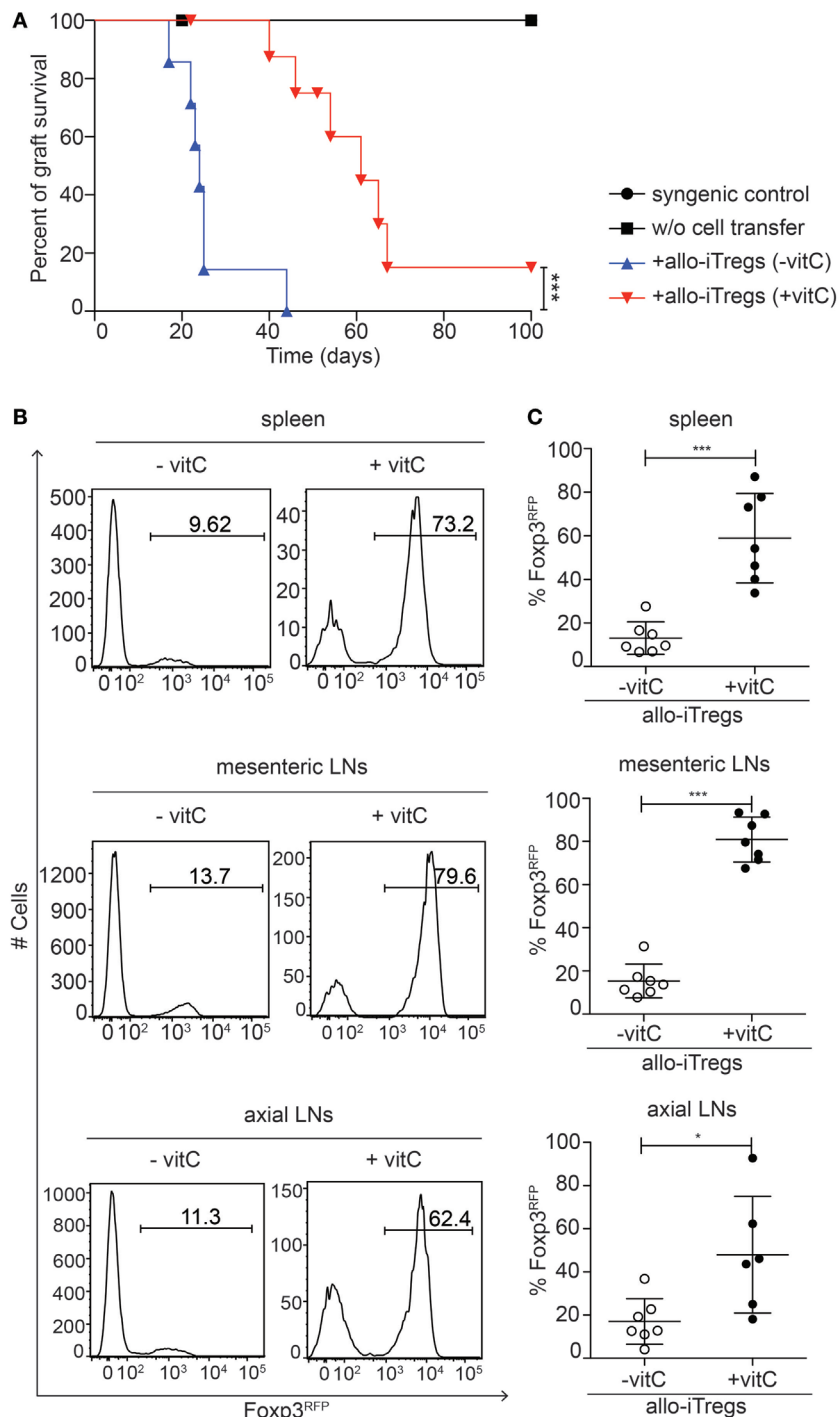 A
Percent of graft survival
100
80
60
40
20
0
0 20 40 60 80 100
Time (days)
***
syngenic control
w/o cell transfer
+allo-iTregs (-vitC)
+allo-iTregs (+vitC)
B
# Cells
spleen
- vitC
+ vitC
500
400
300
200
100
0
9.62
0 10² 10³ 10⁴ 10⁵
40
30
20
10
0
73.2
0 10² 10³ 10⁴ 10⁵
mesenteric LNs
- vitC
+ vitC
1200
900
600
300
0
13.7
0 10² 10³ 10⁴ 10⁵
200
150
100
50
0
79.6
0 10² 10³ 10⁴ 10⁵
axial LNs
- vitC
+ vitC
1000
800
600
400
200
0
11.3
0 10² 10³ 10⁴ 10⁵
150
100
50
0
62.4
0 10² 10³ 10⁴ 10⁵
Foxp3ᴿᶠᴾ
C
spleen
% Foxp3ᴿᶠᴾ
100
80
60
40
20
0
***
-vitC +vitC
allo-iTregs
mesenteric LNs
% Foxp3ᴿᶠᴾ
100
80
60
40
20
0
***
-vitC +vitC
allo-iTregs
axial LNs
% Foxp3ᴿᶠᴾ
100
80
60
40
20
0
*
-vitC +vitC
allo-iTregs